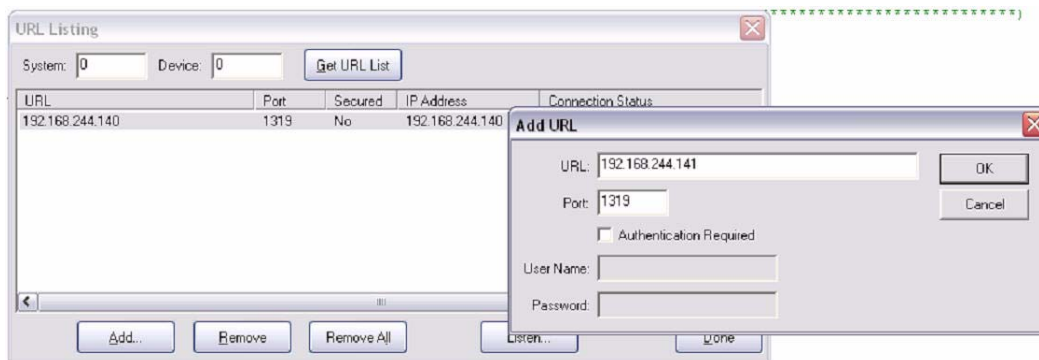 **************************)
URL Listing
System: 0 Device: 0 Get URL List
URL Port Secured IP Address Connection Status
192.168.244.140 1319 No 192.168.244.140
Add URL
URL: 192.168.244.141
OK
Port: 1319
Cancel
Authentication Required
User Name:
Password:
Add... Remove Remove All Listen... Done